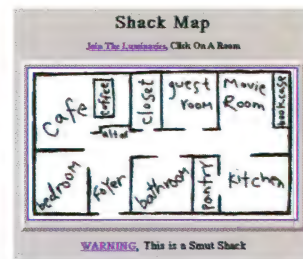 Shack Map
Join The Luminaries, Click On A Room
Cafe
coffee
altar
closet
guest room
Movie Room
bookcase
bedroom
Foyer
bathroom
pantry
Kitchen
WARNING, This is a Smut Shack